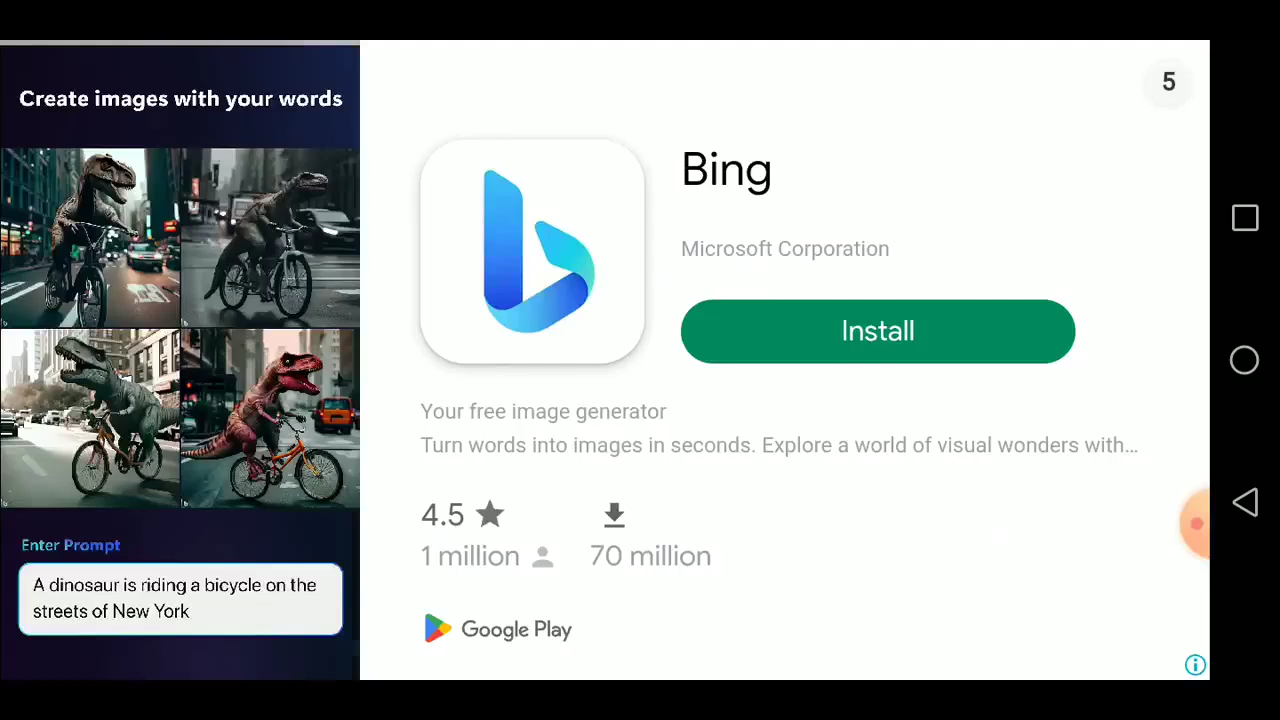 Create images with your words
Enter Prompt
A dinosaur is riding a bicycle on the
streets of New York
5
Bing
Microsoft Corporation
Install
Your free image generator
Turn words into images in seconds. Explore a world of visual wonders with...
4.5
1 million
70 million
Google Play